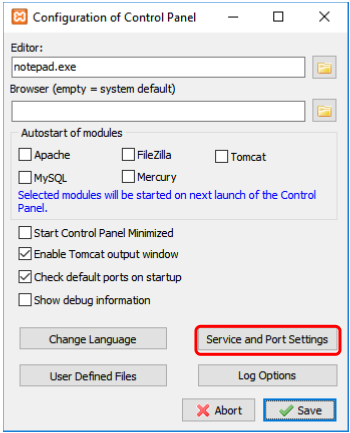 Configuration of Control Panel
Editor:
notepad.exe
Browser (empty = system default)
Autostart of modules
Apache FileZilla Tomcat
MySQL Mercury
Selected modules will be started on next launch of the Control
Panel.
Start Control Panel Minimized
Enable Tomcat output window
Check default ports on startup
Show debug information
Change Language Service and Port Settings
User Defined Files Log Options
Abort Save